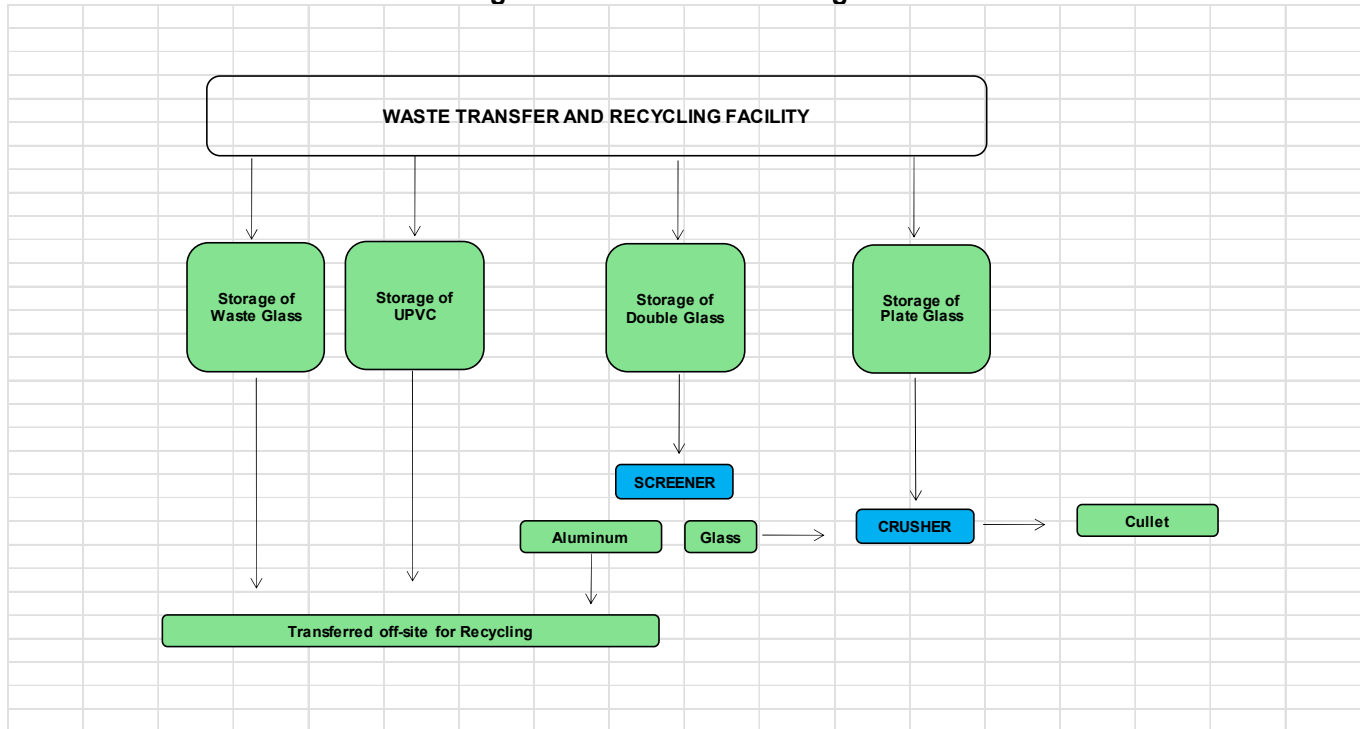 WASTE TRANSFER AND RECYCLING FACILITY
Storage of
Waste Glass
Storage of
UPVC
Storage of
Double Glass
Storage of
Plate Glass
SCREENER
Aluminum
Glass
CRUSHER
Cullet
Transferred off-site for Recycling